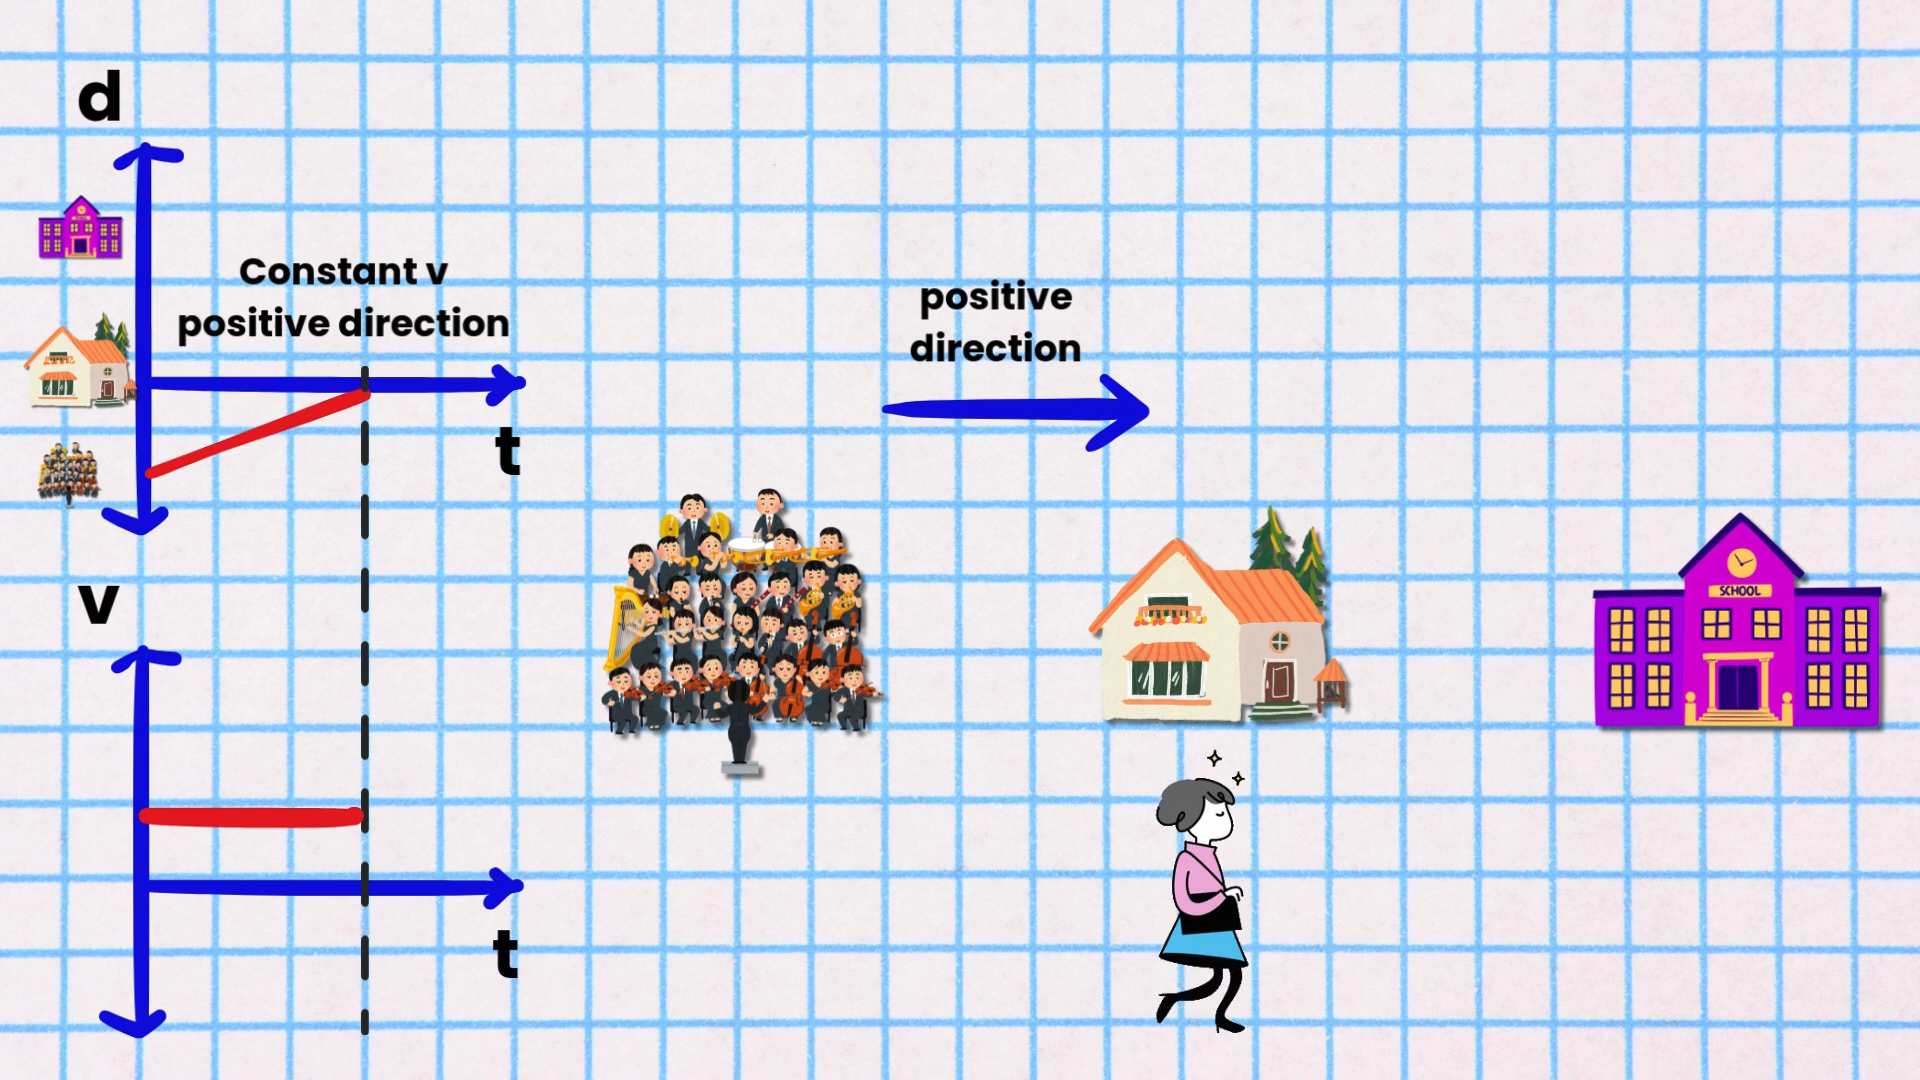 d
Constant v
positive direction
t
positive
direction
SCHOOL
v
t